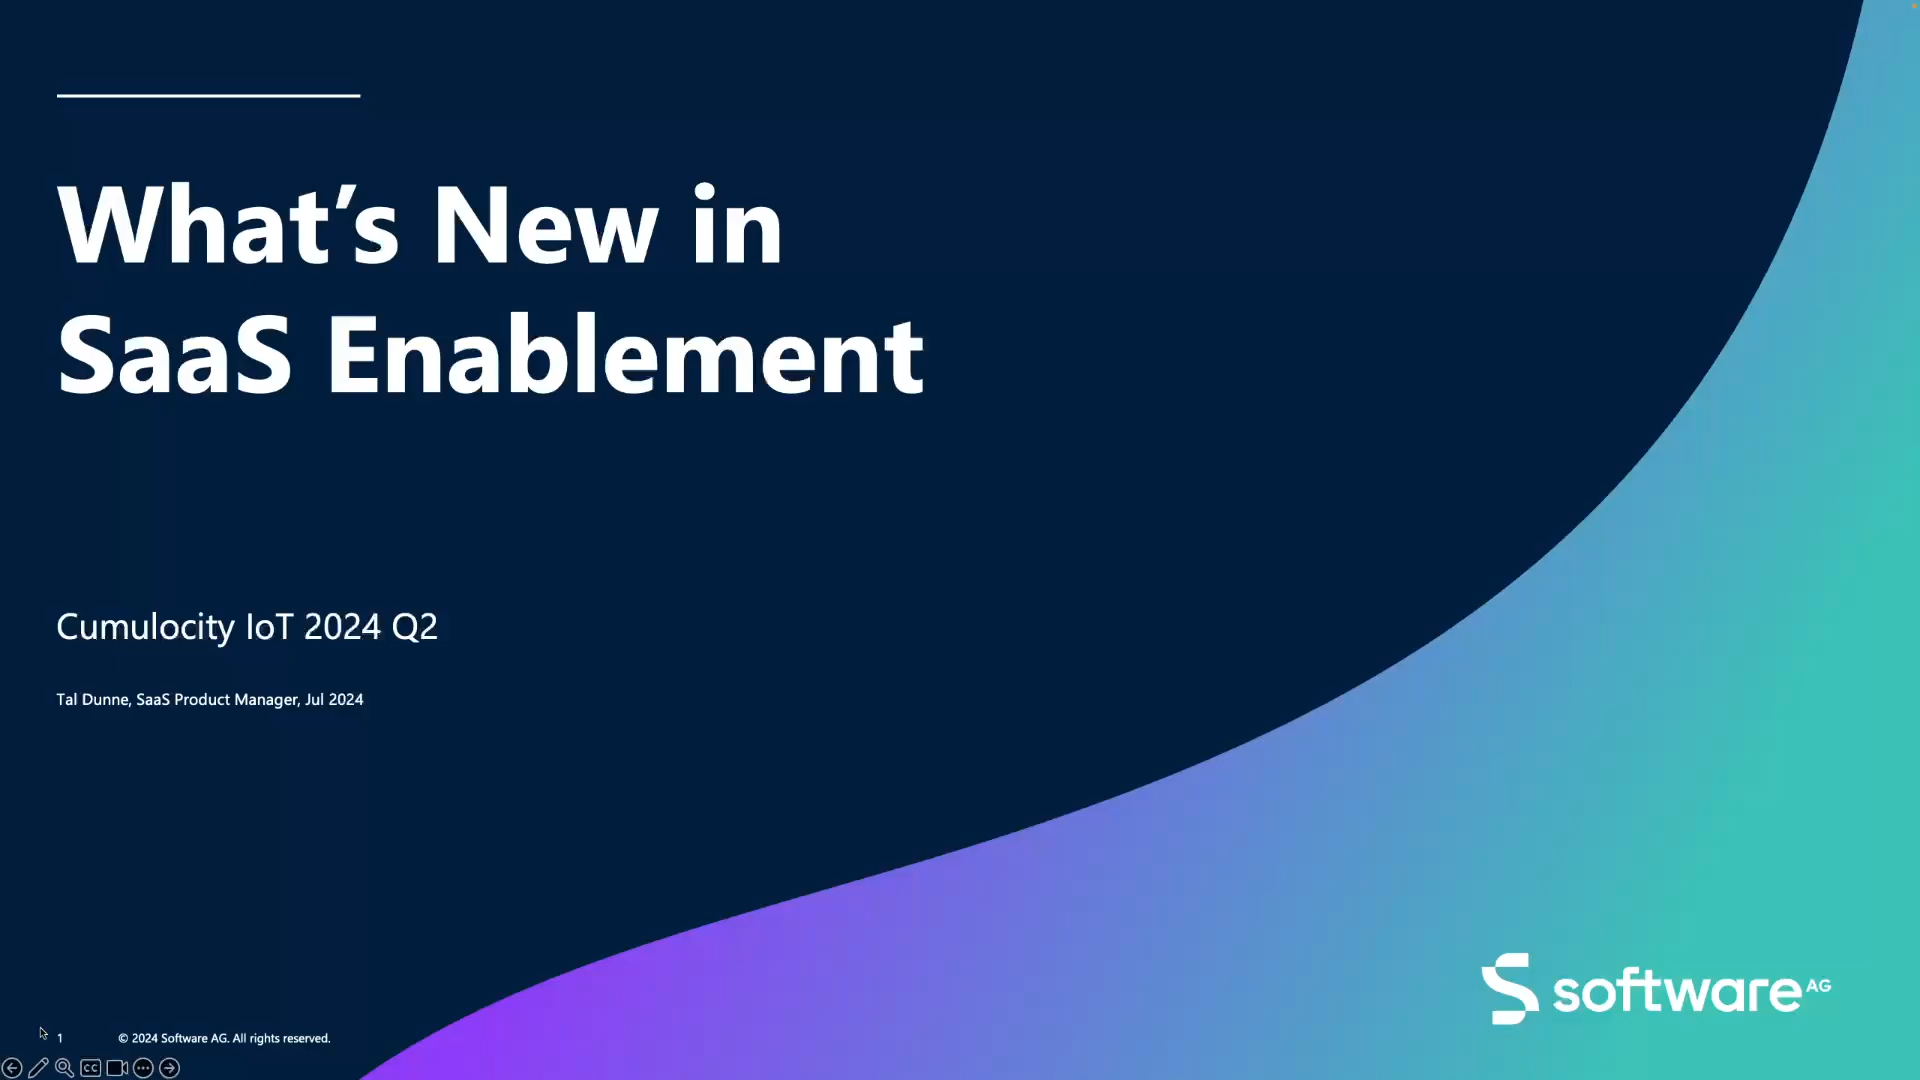 What’s New in
SaaS Enablement
Cumulocity IoT 2024 Q2
Tal Dunne, SaaS Product Manager, Jul 2024
software AG
1 © 2024 Software AG. All rights reserved.
CC